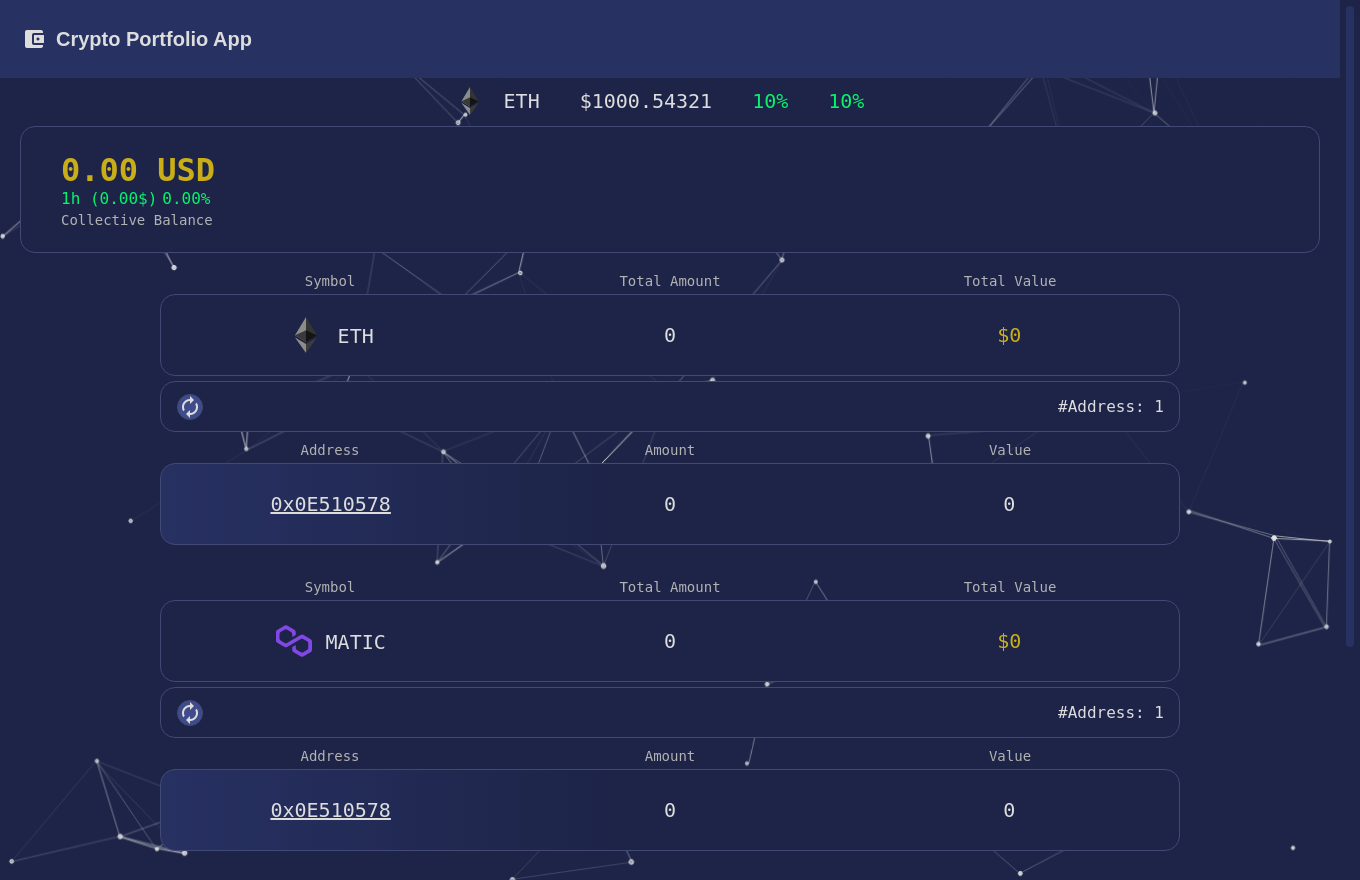 Crypto Portfolio App
ETH $1000.54321 10% 10%
0.00 USD
1h (0.00$) 0.00%
Collective Balance
Symbol Total Amount Total Value
ETH 0 $0
#Address: 1
Address Amount Value
0x0E510578 0 0
Symbol Total Amount Total Value
MATIC 0 $0
#Address: 1
Address Amount Value
0x0E510578 0 0